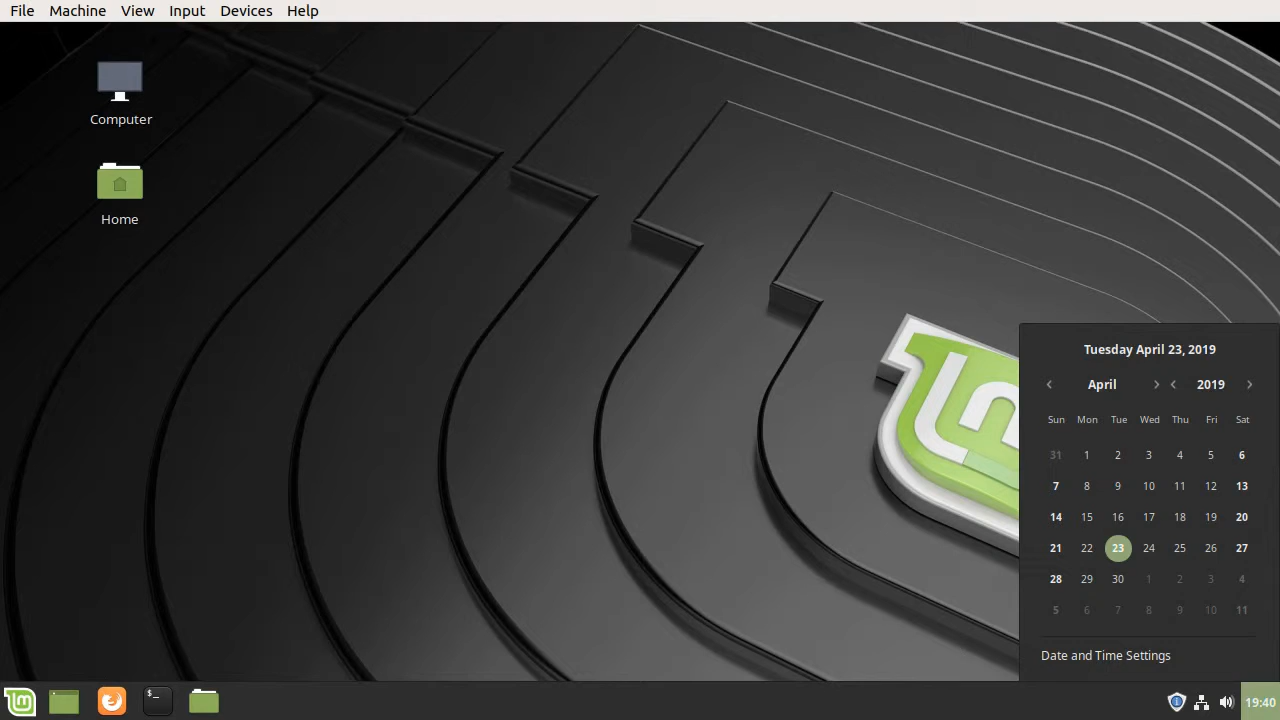 File Machine View Input Devices Help
Computer
Home
Tuesday April 23, 2019
April 2019
Sun Mon Tue Wed Thu Fri Sat
31 1 2 3 4 5 6
7 8 9 10 11 12 13
14 15 16 17 18 19 20
21 22 23 24 25 26 27
28 29 30 1 2 3 4
5 6 7 8 9 10 11
Date and Time Settings
$_
19:40